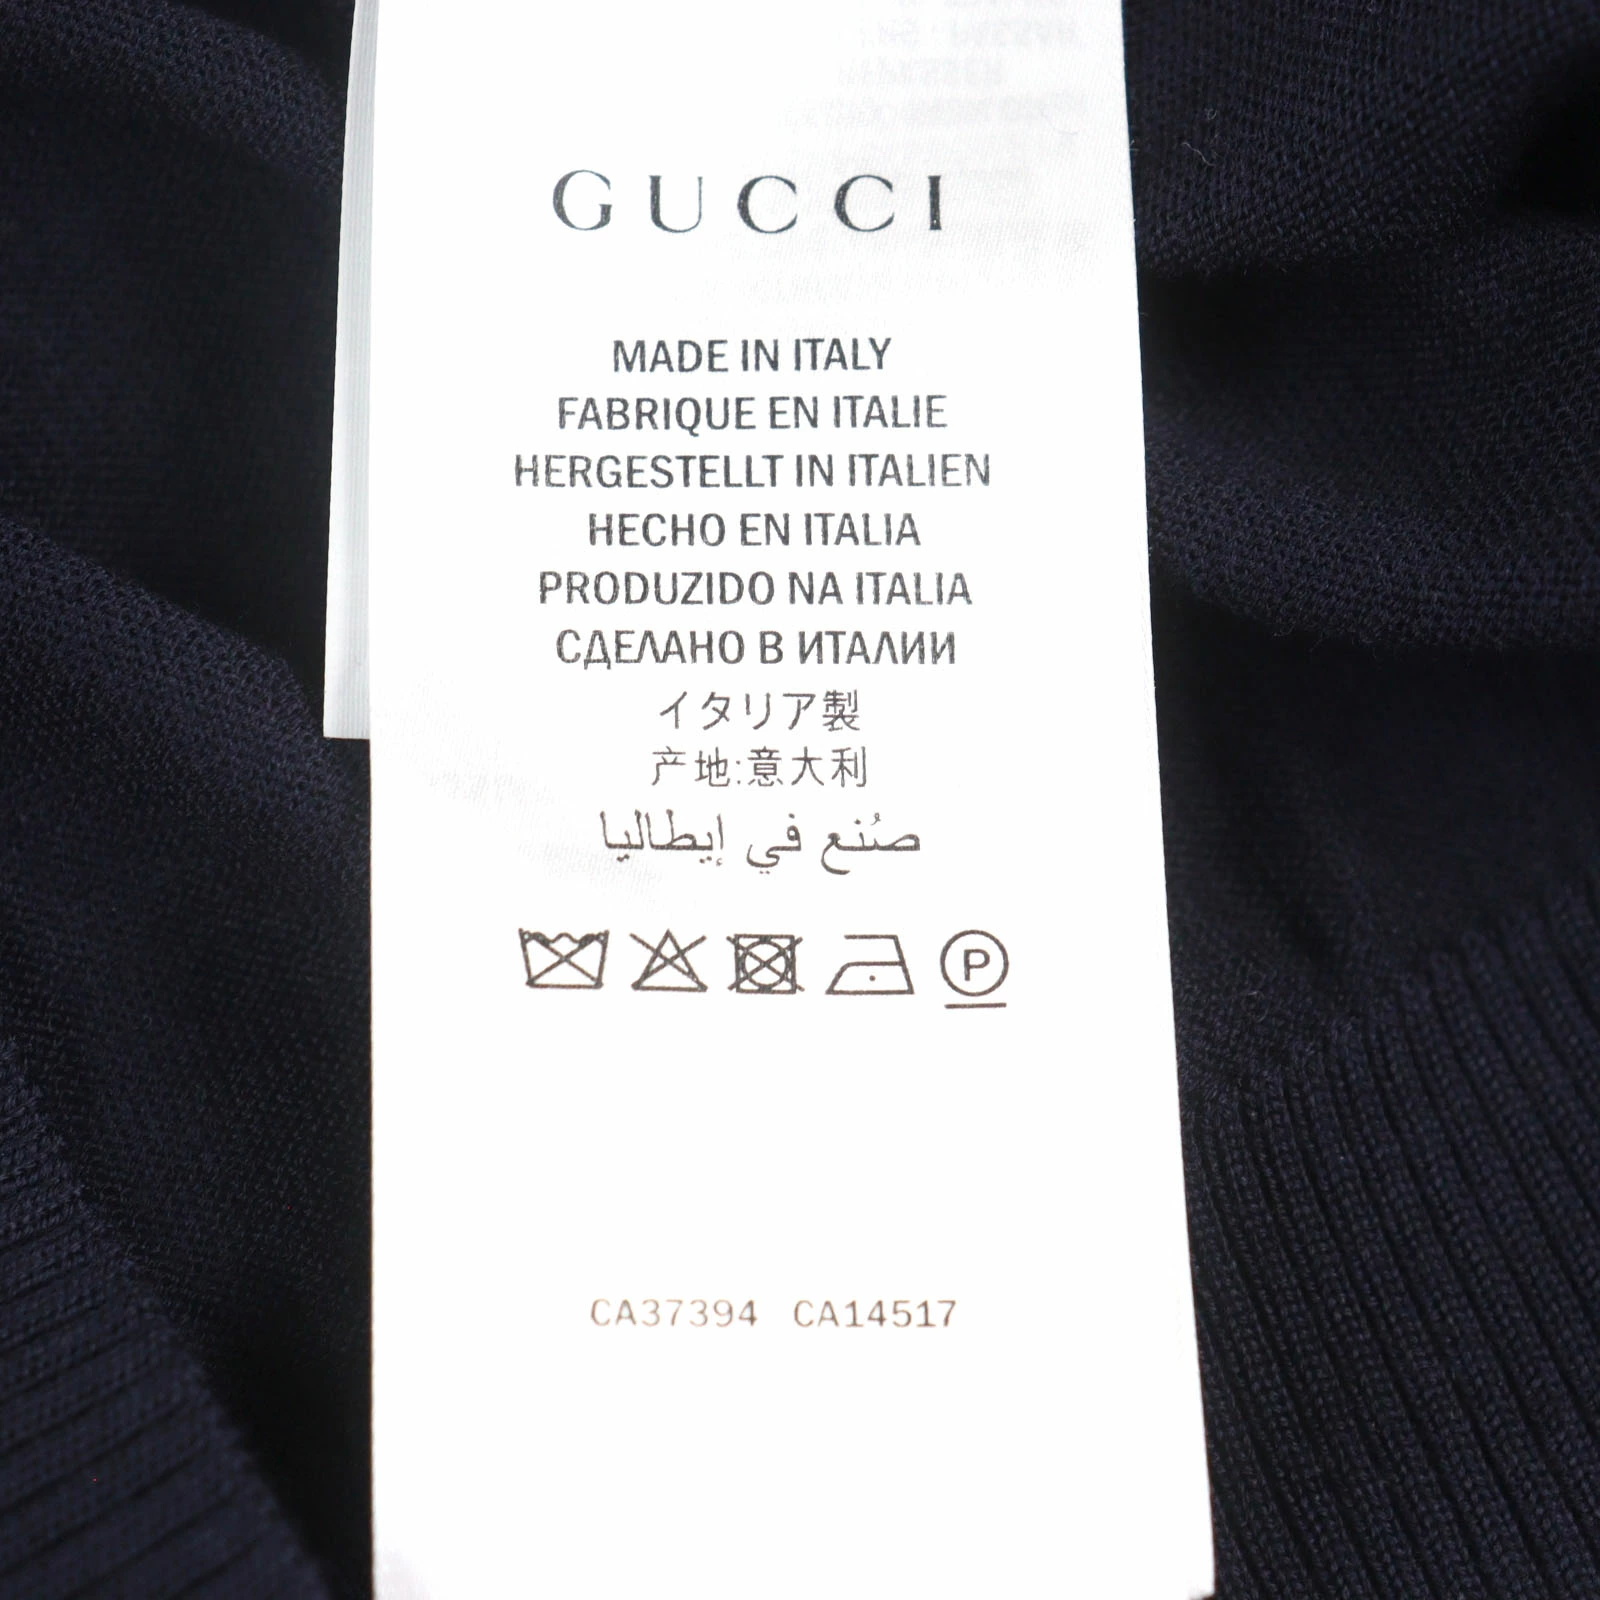 GUCCI
MADE IN ITALY
FABRIQUE EN ITALIE
HERGESTELLT IN ITALIEN
HECHO EN ITALIA
PRODUZIDO NA ITALIA
СДЕЛАНО В ИТАЛИИ
イタリア製
产地:意大利
صُنع في إيطاليا
P
CA37394 CA14517